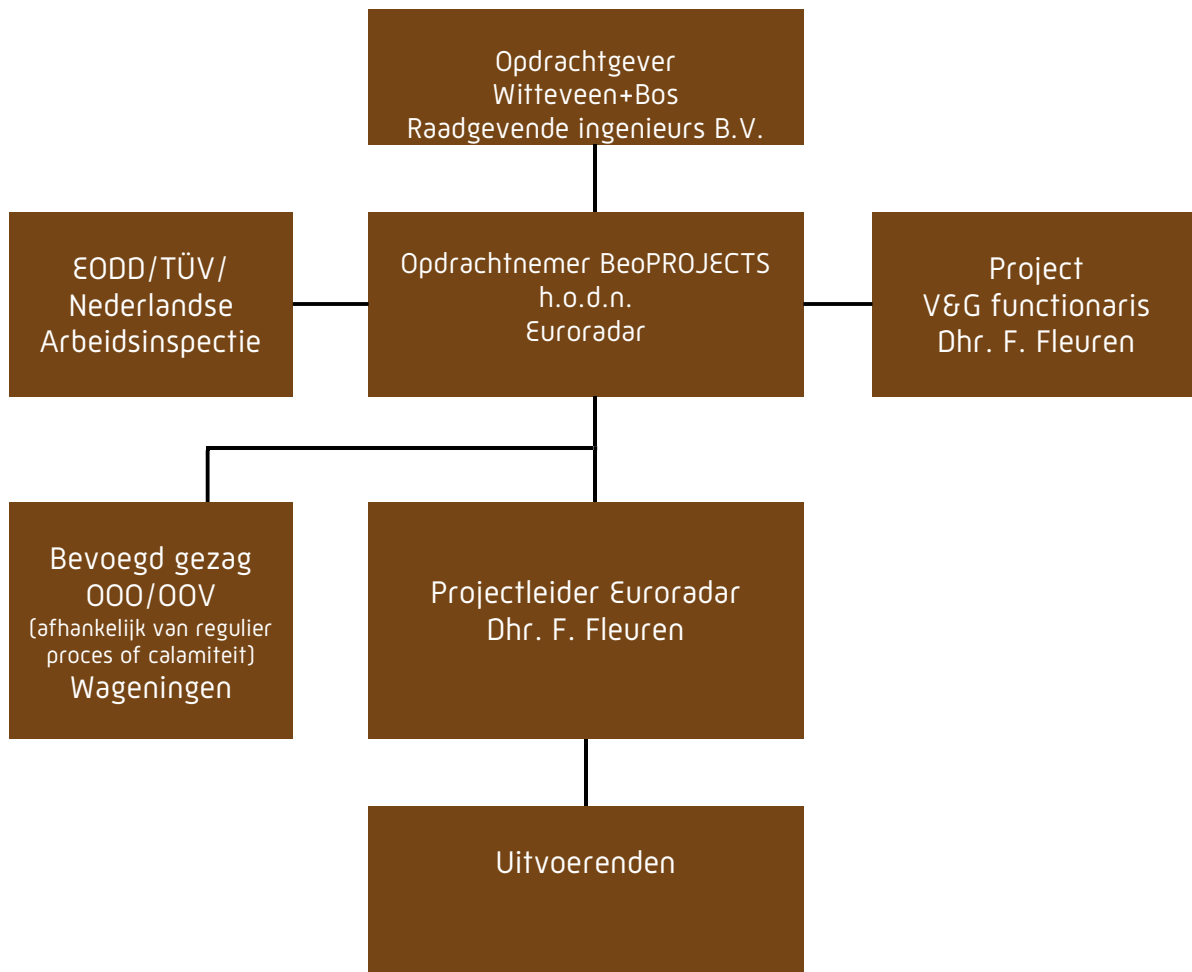 Opdrachtgever
Witteveen+Bos
Raadgevende ingenieurs B.V.
EODD/TÜV/
Nederlandse
Arbeidsinspectie
Opdrachtnemer BeoPROJECTS
h.o.d.n.
Euroradar
Project
V&G functionaris
Dhr. F. Fleuren
Bevoegd gezag
OOO/OOV
(afhankelijk van regulier
proces of calamiteit)
Wageningen
Projectleider Euroradar
Dhr. F. Fleuren
Uitvoerenden